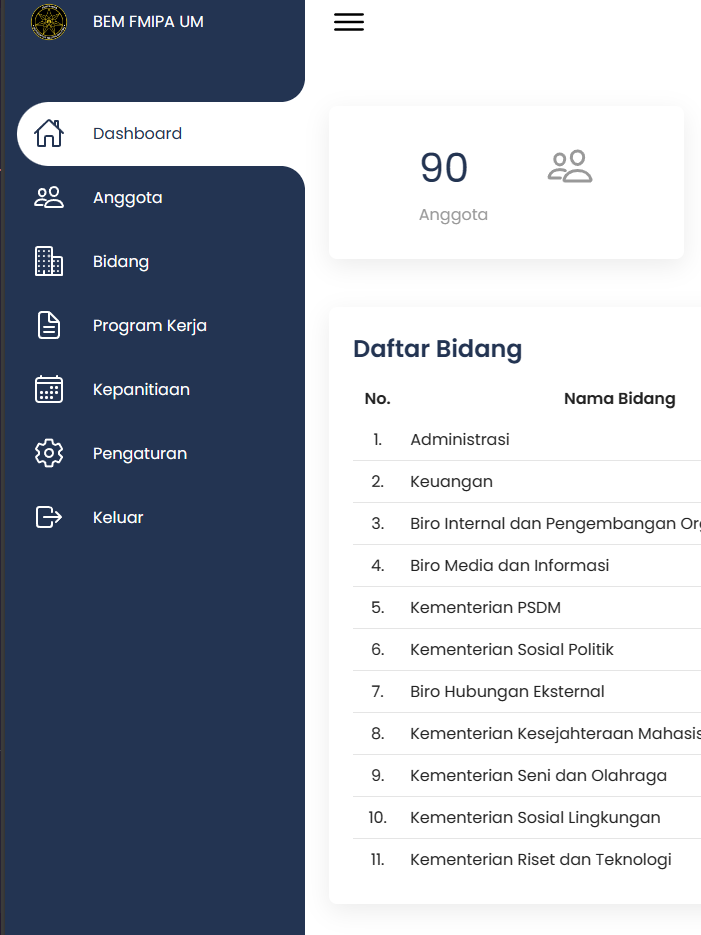 BEM FMIPA UM
Dashboard
Anggota
Bidang
Program Kerja
Kepanitiaan
Pengaturan
Keluar
90
Anggota
Daftar Bidang
No. Nama Bidang
1. Administrasi
2. Keuangan
3. Biro Internal dan Pengembangan Or
4. Biro Media dan Informasi
5. Kementerian PSDM
6. Kementerian Sosial Politik
7. Biro Hubungan Eksternal
8. Kementerian Kesejahteraan Mahasis
9. Kementerian Seni dan Olahraga
10. Kementerian Sosial Lingkungan
11. Kementerian Riset dan Teknologi